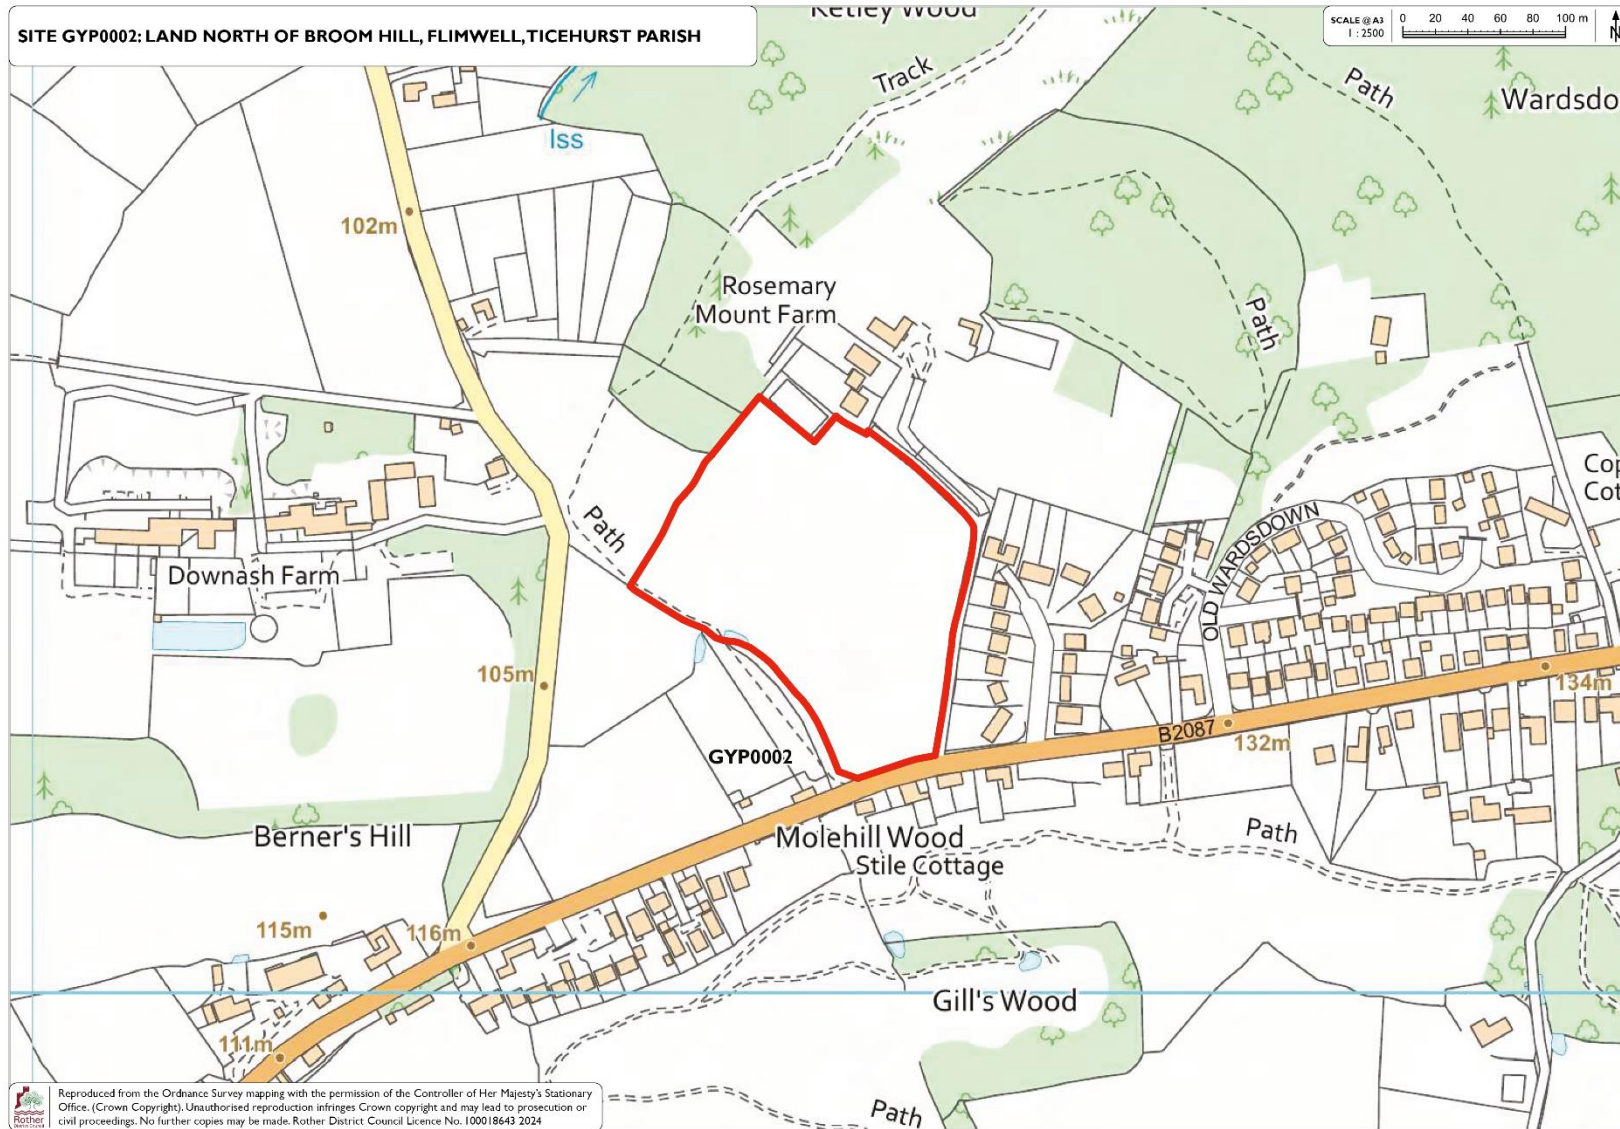 Ketley Wood
SITE GYP0002: LAND NORTH OF BROOM HILL, FLIMWELL, TICEHURST PARISH
SCALE @ A3
1 : 2500
0 20 40 60 80 100 m
N
Track
Path
Wardsdo
Iss
102m
Rosemary
Mount Farm
Path
Path
Downash Farm
OLD WARDSDOWN
105m
134m
B2087
132m
GYP0002
Berner's Hill
Molehill Wood
Stile Cottage
Path
115m
116m
Gill's Wood
111m
Path
Rother
District Council
Reproduced from the Ordnance Survey mapping with the permission of the Controller of Her Majesty's Stationary
Office. (Crown Copyright). Unauthorised reproduction infringes Crown copyright and may lead to prosecution or
civil proceedings. No further copies may be made. Rother District Council Licence No. 100018643 2024